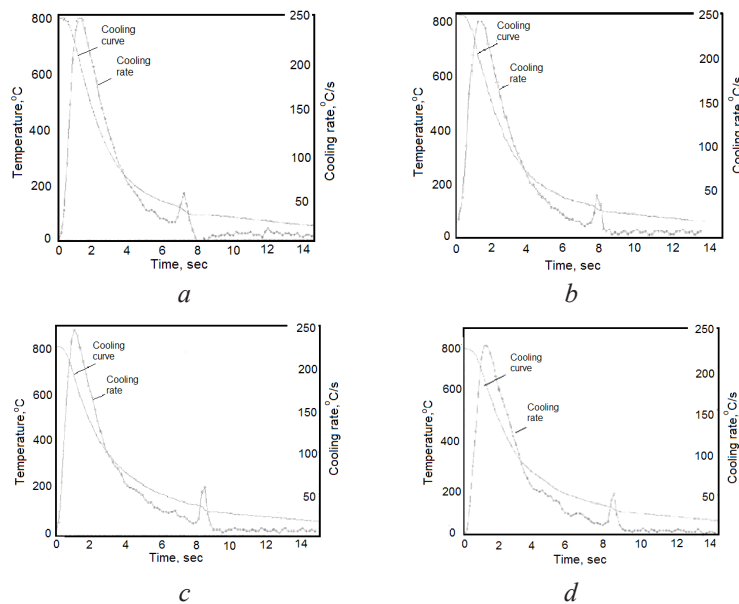 800
600
400
200
0
Temperature,°C
Cooling
curve
Cooling
rate
250
200
150
100
50
Cooling rate,°C/s
0 2 4 6 8 10 12 14
Time, sec
a
800
600
400
200
0
Temperature,°C
Cooling
curve
Cooling
rate
250
200
150
100
50
Cooling rate,°C/s
0 2 4 6 8 10 12 14
Time, sec
b
800
600
400
200
0
Temperature,°C
Cooling
curve
Cooling
rate
250
200
150
100
50
Cooling rate,°C/s
0 2 4 6 8 10 12 14
Time, sec
c
800
600
400
200
0
Temperature,°C
Cooling
curve
Cooling
rate
250
200
150
100
50
0
Cooling rate,°C/s
0 2 4 6 8 10 12 14
Time, sec
d